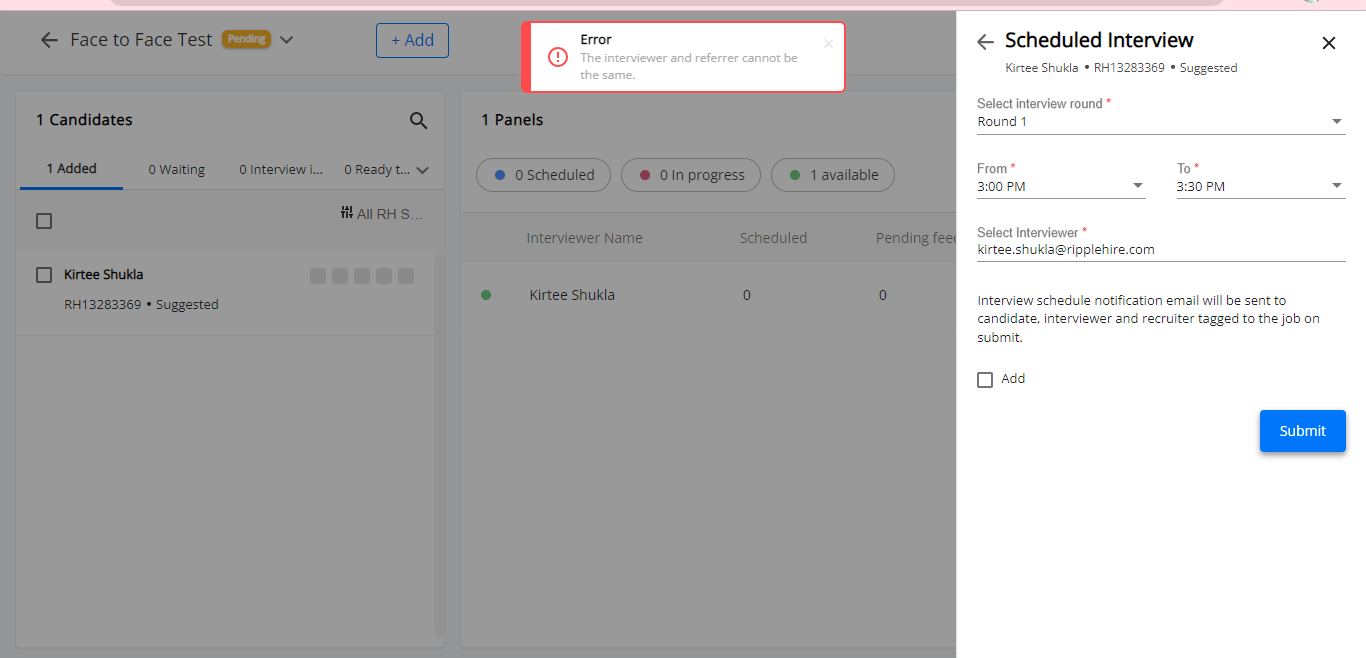 Face to Face Test Pending
+ Add
Error
The interviewer and referrer cannot be
the same.
1 Candidates
1 Added 0 Waiting 0 Interview i... 0 Ready t...
All RH S...
Kirtee Shukla
RH13283369 • Suggested
1 Panels
0 Scheduled 0 In progress 1 available
Interviewer Name Scheduled Pending fee
Kirtee Shukla 0 0
Scheduled Interview
Kirtee Shukla • RH13283369 • Suggested
Select interview round *
Round 1
From * To *
3:00 PM 3:30 PM
Select Interviewer *
kirtee.shukla@ripplehire.com
Interview schedule notification email will be sent to
candidate, interviewer and recruiter tagged to the job on
submit.
Add
Submit